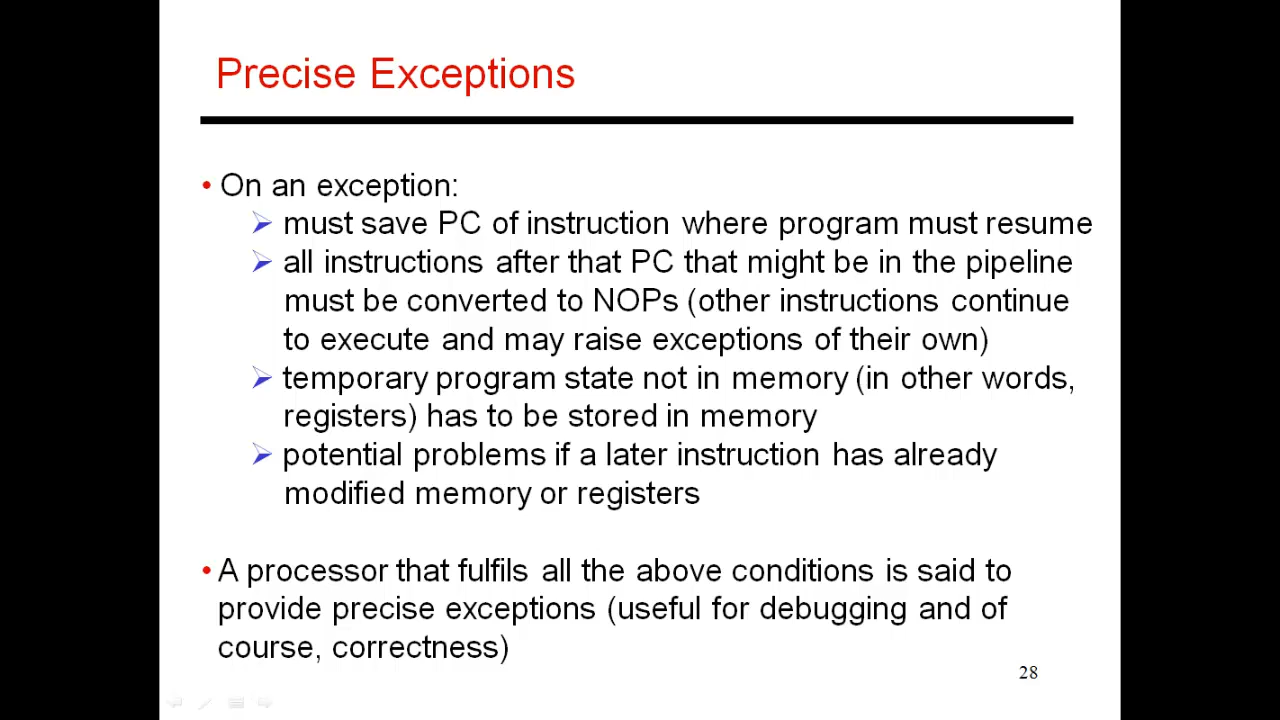 Precise Exceptions
• On an exception:
➢ must save PC of instruction where program must resume
➢ all instructions after that PC that might be in the pipeline
must be converted to NOPs (other instructions continue
to execute and may raise exceptions of their own)
➢ temporary program state not in memory (in other words,
registers) has to be stored in memory
➢ potential problems if a later instruction has already
modified memory or registers
• A processor that fulfils all the above conditions is said to
provide precise exceptions (useful for debugging and of
course, correctness)
28